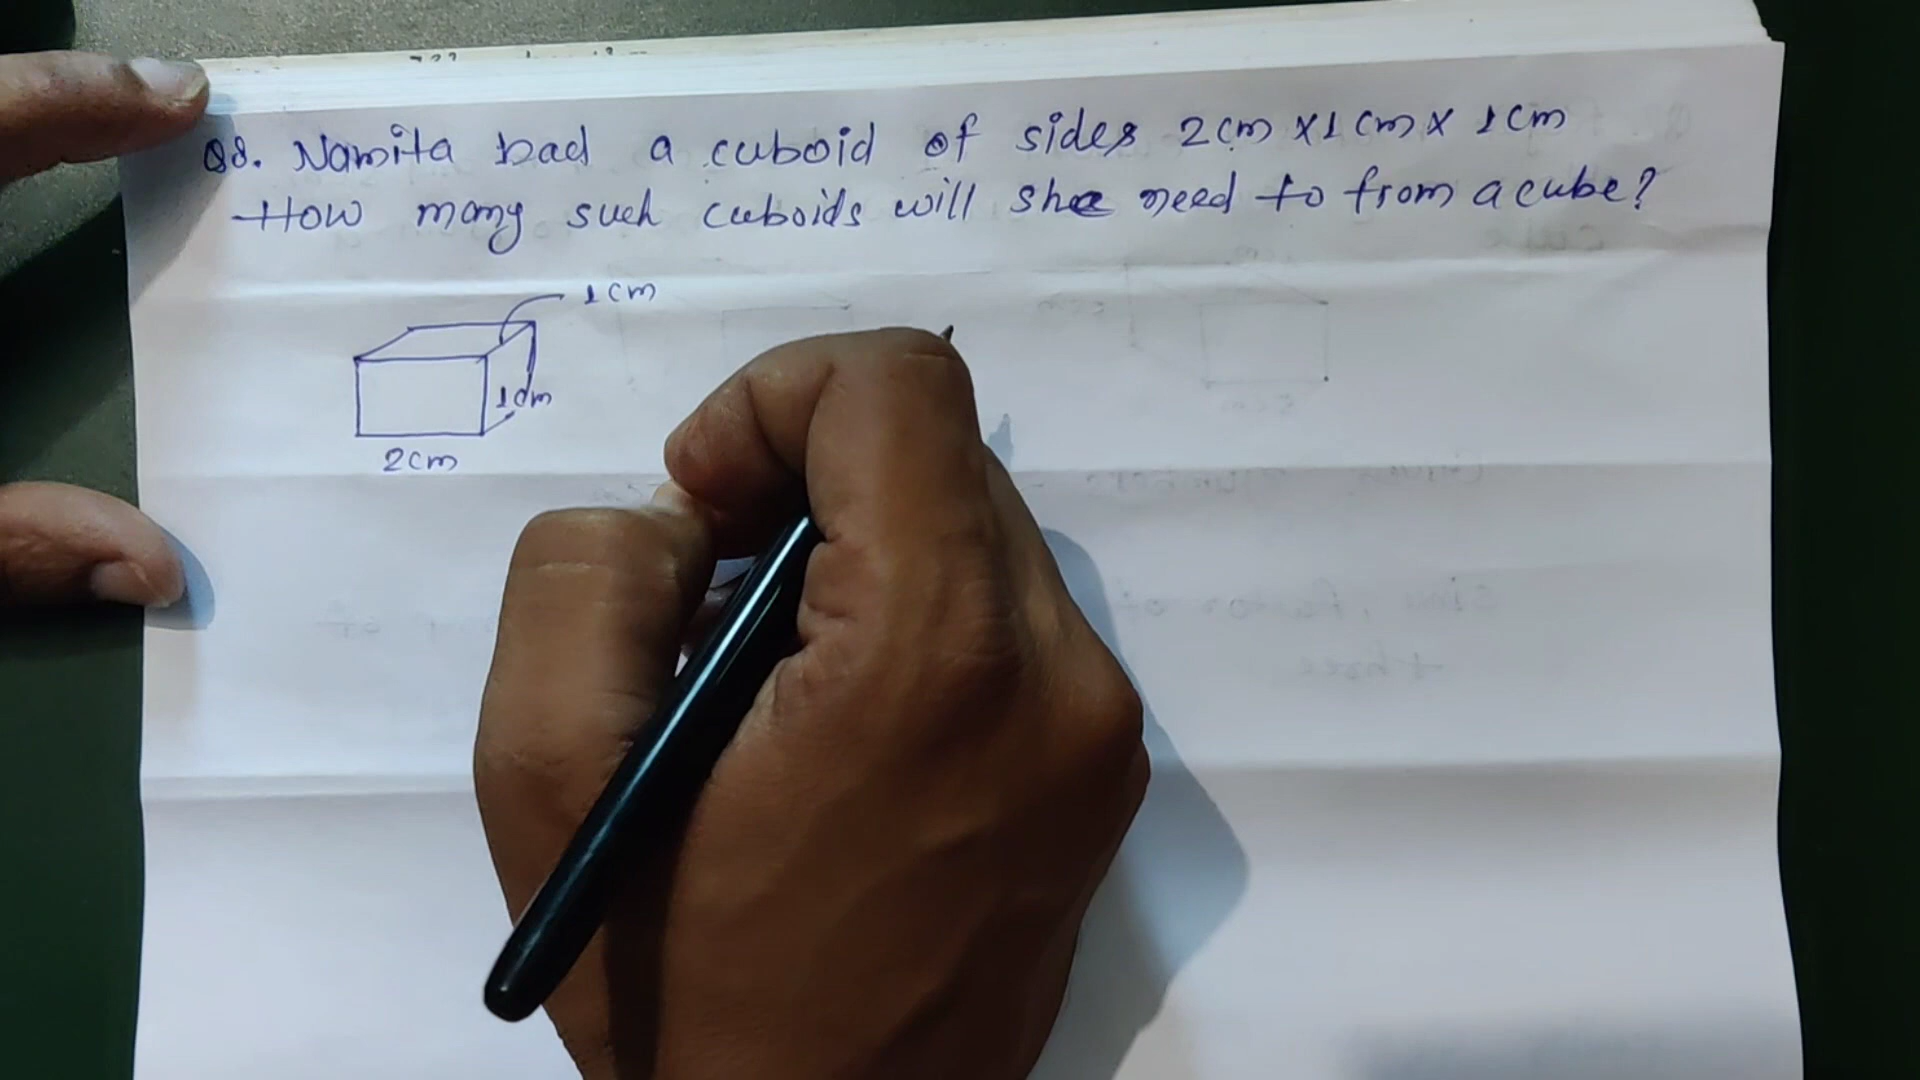 Q8. Namita had a cuboid of sides 2cm x1cm x 1cm
How many such cuboids will she need to from a cube?
1cm
1cm
2cm